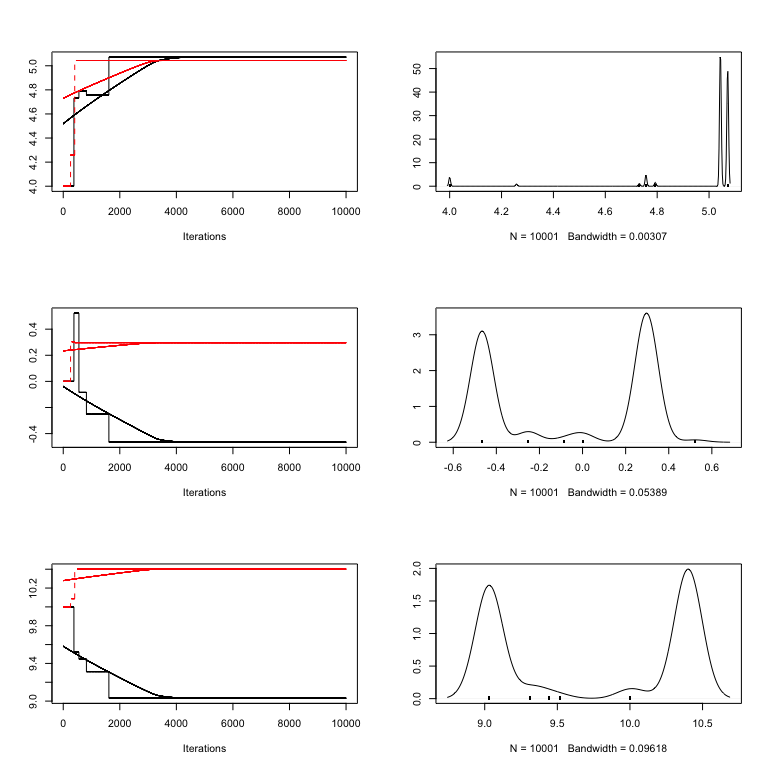 4.0 4.2 4.4 4.6 4.8 5.0
0 2000 4000 6000 8000 10000
Iterations
0 10 20 30 40 50
4.0 4.2 4.4 4.6 4.8 5.0
N = 10001 Bandwidth = 0.00307
-0.4 0.0 0.2 0.4
0 2000 4000 6000 8000 10000
Iterations
0 1 2 3
-0.6 -0.4 -0.2 0.0 0.2 0.4 0.6
N = 10001 Bandwidth = 0.05389
9.0 9.4 9.8 10.2
0 2000 4000 6000 8000 10000
Iterations
0.0 0.5 1.0 1.5 2.0
9.0 9.5 10.0 10.5
N = 10001 Bandwidth = 0.09618